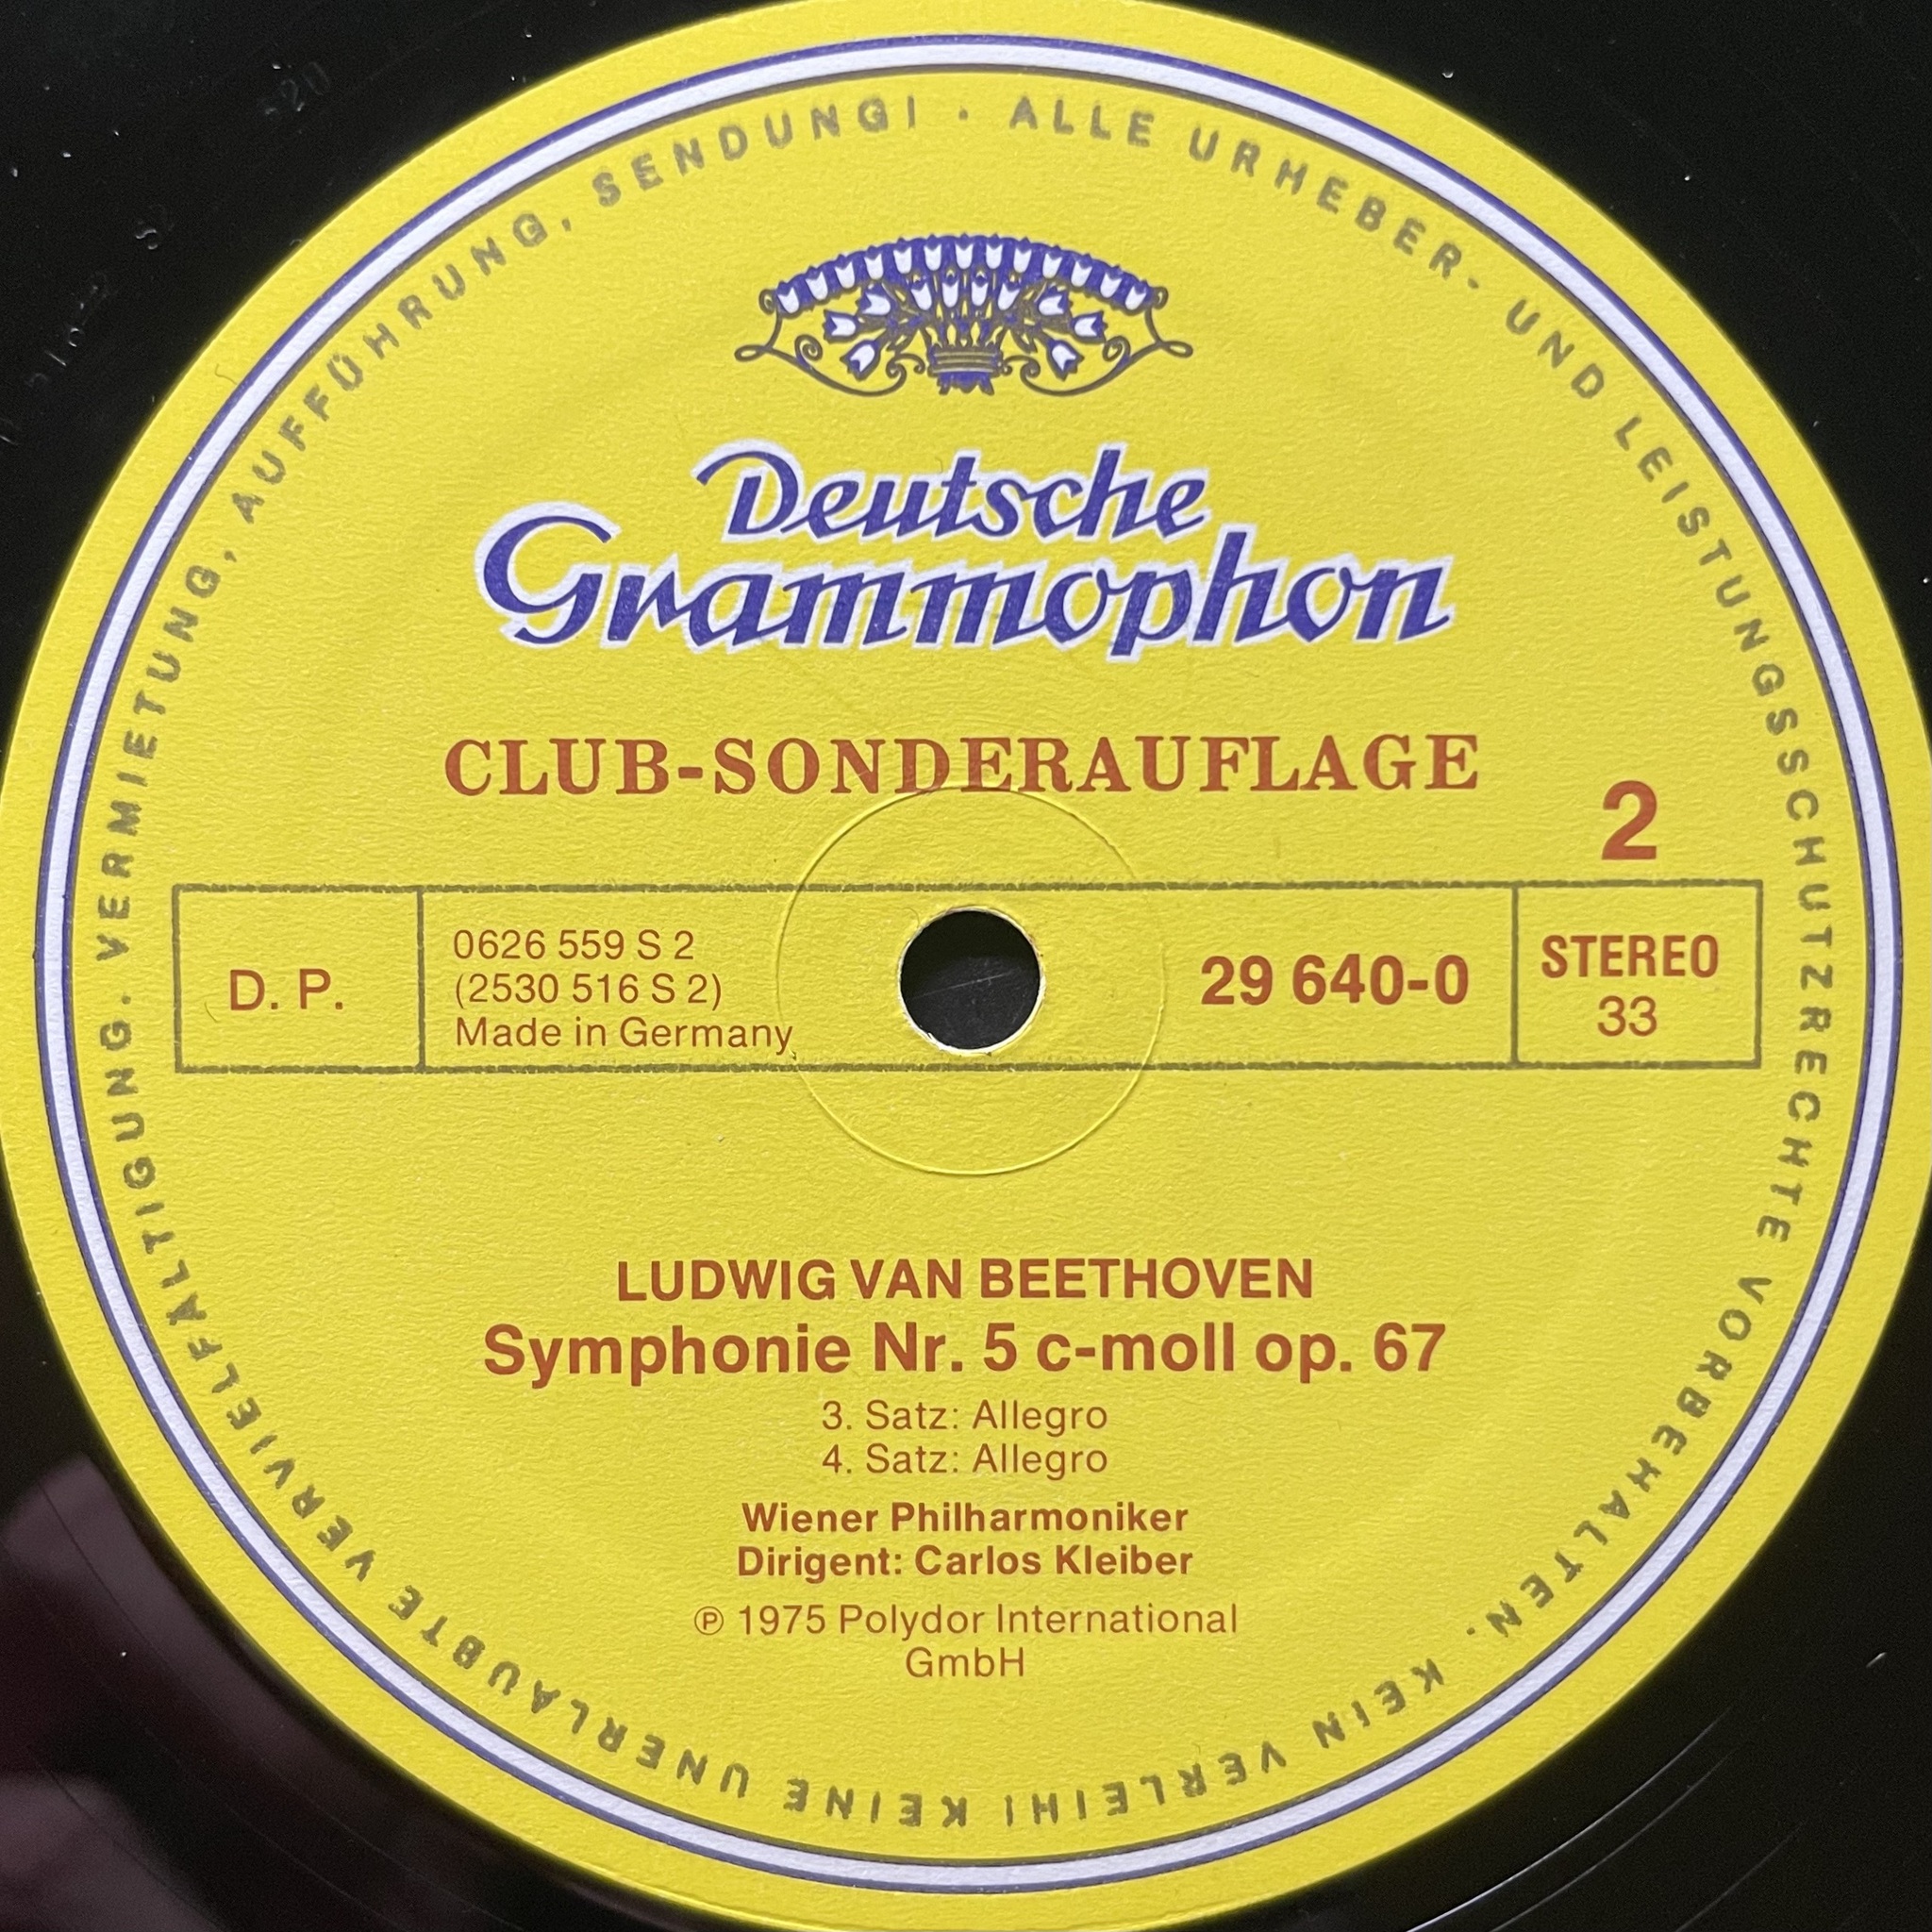 ALLE URHEBER- UND LEISTUNGSSCHUTZRECHTE VORBEHALTEN. KEIN VERLEIH! KEINE UNERLAUBTE VERVIELFÄLTIGUNG. VERMIETUNG, AUFFÜHRUNG, SENDUNG! ·
Deutsche
Grammophon
CLUB-SONDERAUFLAGE
2
D. P.
0626 559 S 2
(2530 516 S 2)
Made in Germany
29 640-0
STEREO
33
LUDWIG VAN BEETHOVEN
Symphonie Nr. 5 c-moll op. 67
3. Satz: Allegro
4. Satz: Allegro
Wiener Philharmoniker
Dirigent: Carlos Kleiber
℗ 1975 Polydor International
GmbH